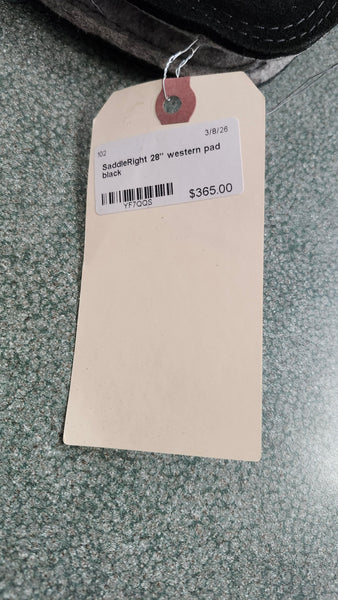 102 3/8/26
SaddleRight 28" western pad
black
YF7QQS $365.00